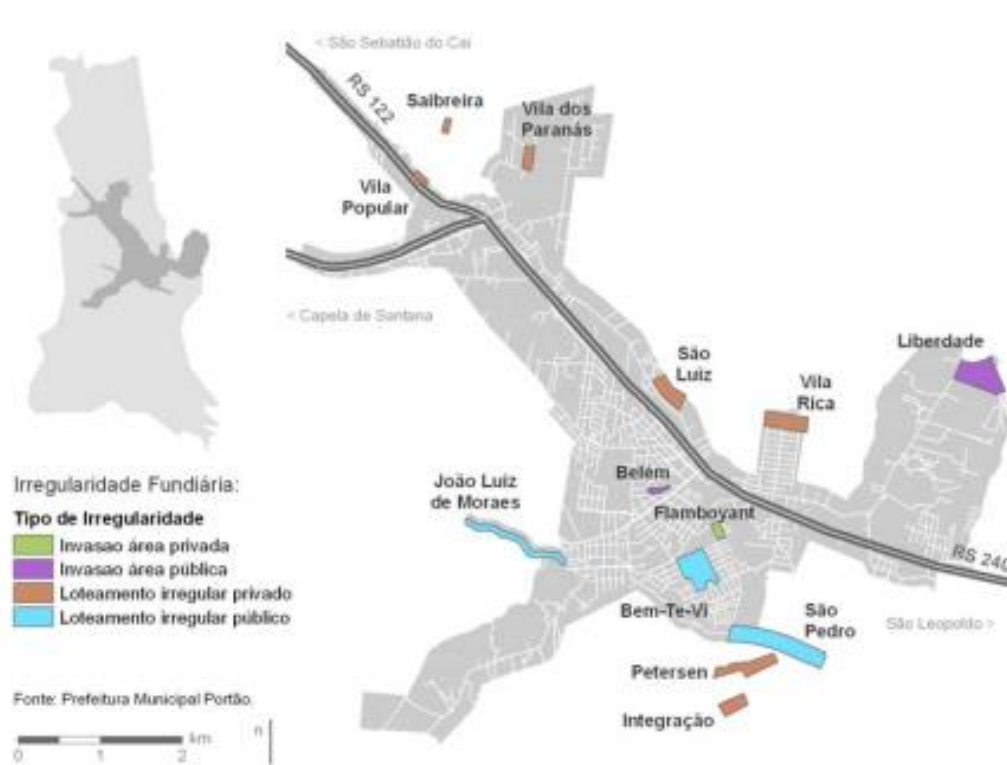 < São Sebatião do Cai
RS 122
Saibreira
Vila dos
Paranás
Vila
Popular
< Capela de Santana
Liberdade
São
Luiz
Vila
Rica
Belém
João Luiz
de Moraes
Flamboyant
RS 240
Bem-Te-Vi
São
Pedro
São Leopoldo >
Petersen
Integração
Irregularidade Fundiária:
Tipo de Irregularidade
Invasao área privada
Invasao área pública
Loteamento irregular privado
Loteamento irregular público
Fonte: Prefeitura Municipal Portão.
km
0 1 2
n